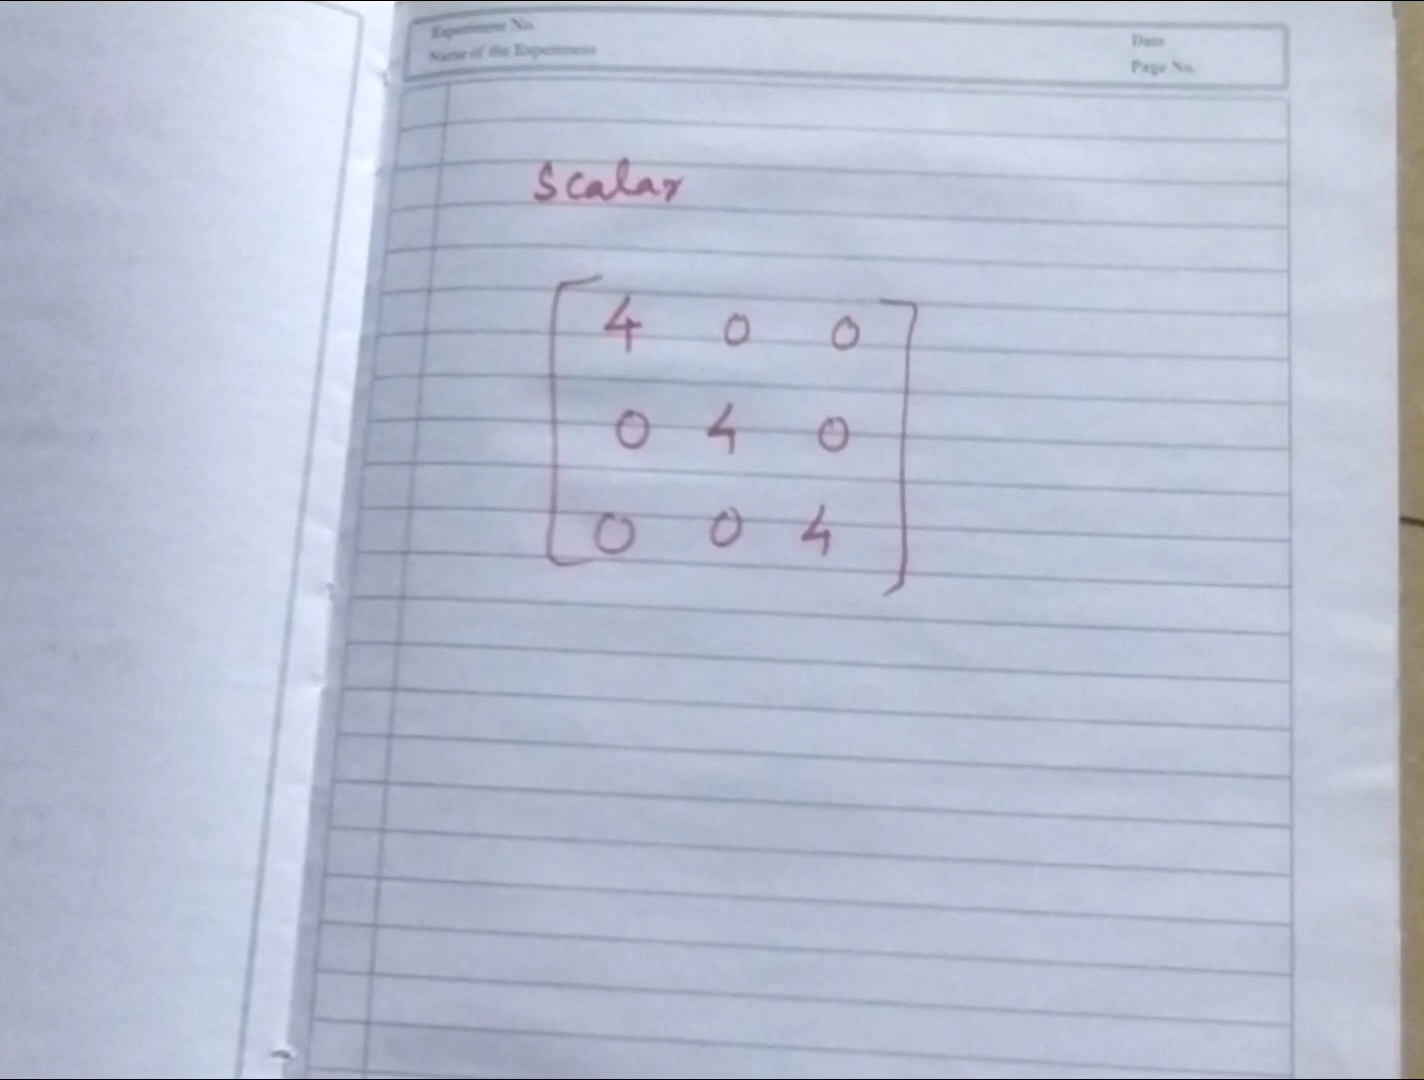 Experiment No.
Name of the Experiment
Date
Page No.
Scalar
4 0 0
0 4 0
0 0 4